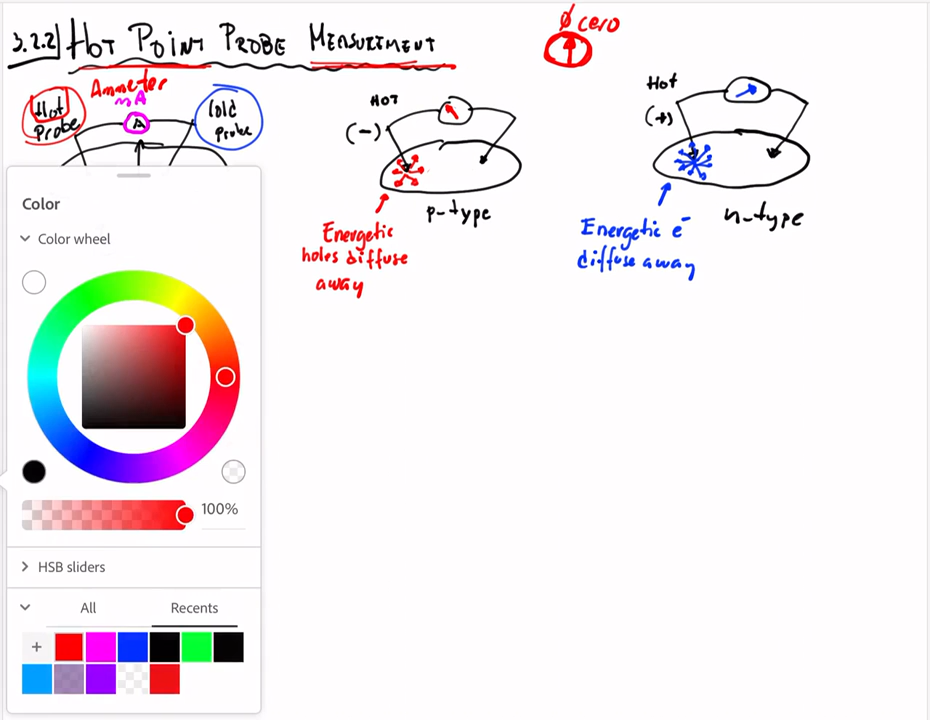 3.2.2| HOT POINT PROBE MEASUREMENT
Ø cero
Ammeter
nA
Hot
Probe
A
Cold
Probe
HOT
(-)
p-type
Energetic
holes diffuse
away
Hot
(+)
n-type
Energetic e⁻
diffuse away
Color
Color wheel
100%
HSB sliders
All
Recents
+